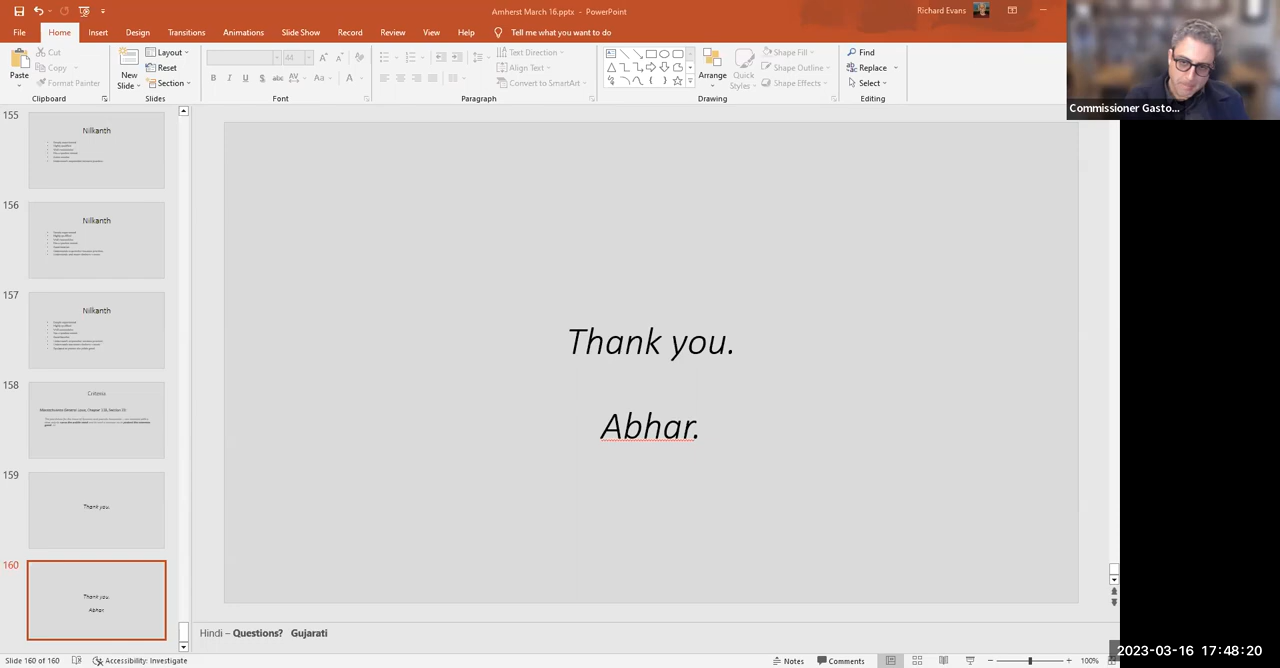 Amherst March 16.pptx - PowerPoint
Richard Evans
File Home Insert Design Transitions Animations Slide Show Record Review View Help Tell me what you want to do
Paste
Cut
Copy
Format Painter
Clipboard
New
Slide
Layout
Reset
Section
Slides
44
Font
Text Direction
Align Text
Convert to SmartArt
Paragraph
Arrange
Quick
Styles
Shape Fill
Shape Outline
Shape Effects
Drawing
Find
Replace
Select
Editing
Commissioner Gasto...
155
Nilkanth
156
Nilkanth
157
Nilkanth
158
Criteria
159
Thank you.
160
Thank you.
Abhar.
Thank you.
Abhar.
Hindi – Questions? Gujarati
Slide 160 of 160
Accessibility: Investigate
Notes
Comments
100%
2023-03-16 17:48:20